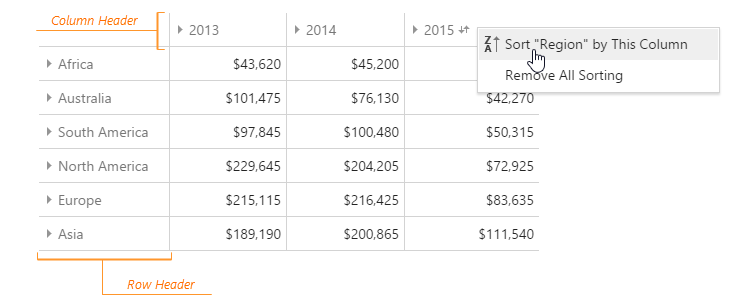 Column Header
2013 2014 2015
Sort "Region" by This Column
Remove All Sorting
Africa $43,620 $45,200
Australia $101,475 $76,130 $42,270
South America $97,845 $100,480 $50,315
North America $229,645 $204,205 $72,925
Europe $215,115 $216,425 $83,635
Asia $189,190 $200,865 $111,540
Row Header